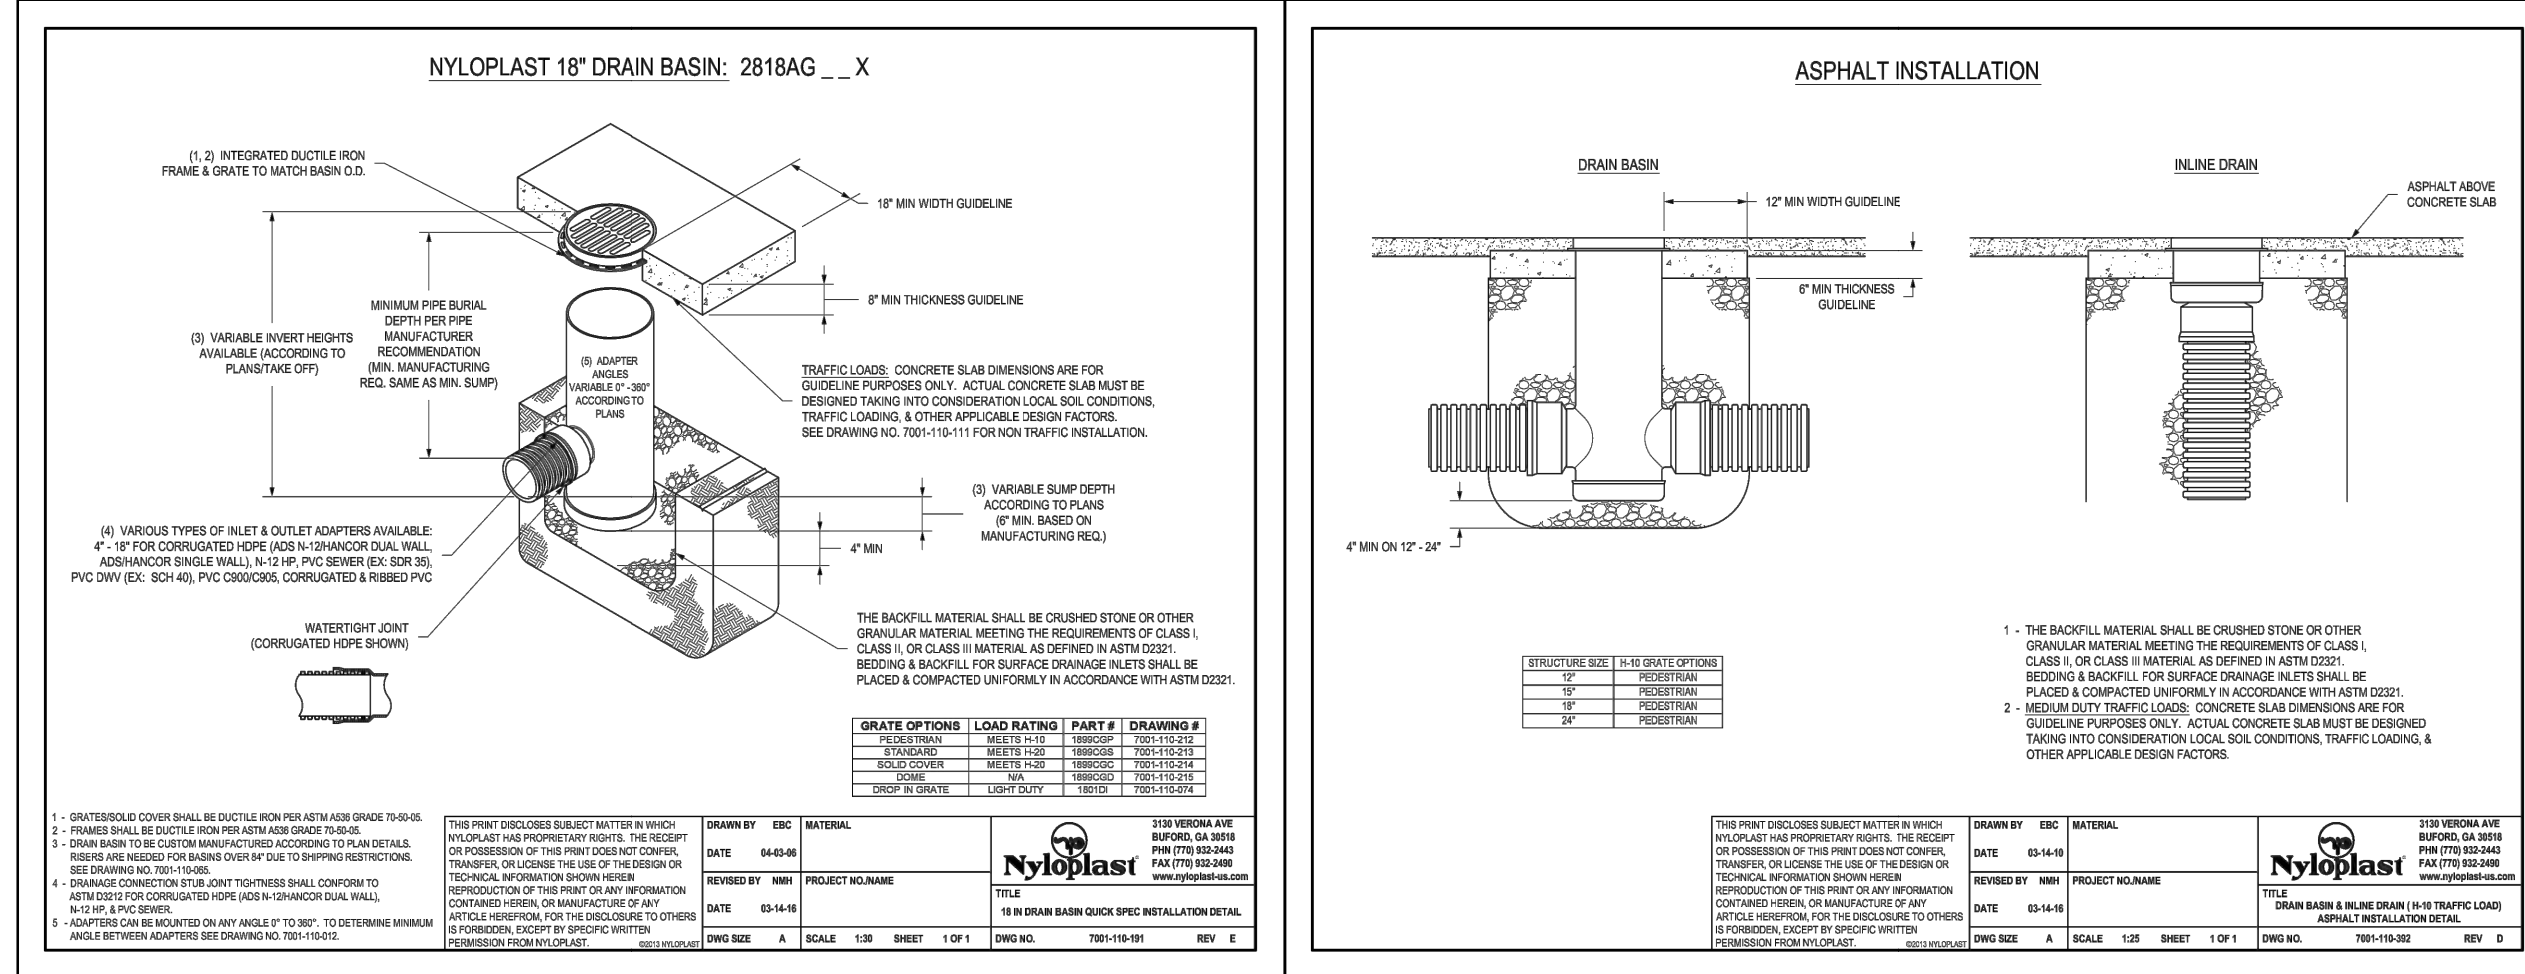 NYLOPLAST 18" DRAIN BASIN: 2818AG _ _ X
(1, 2) INTEGRATED DUCTILE IRON
FRAME & GRATE TO MATCH BASIN O.D.
18" MIN WIDTH GUIDELINE
8" MIN THICKNESS GUIDELINE
MINIMUM PIPE BURIAL
DEPTH PER PIPE
MANUFACTURER
RECOMMENDATION
(MIN. MANUFACTURING
REQ. SAME AS MIN. SUMP)
(3) VARIABLE INVERT HEIGHTS
AVAILABLE (ACCORDING TO
PLANS/TAKE OFF)
(5) ADAPTER
ANGLES
VARIABLE 0° - 360°
ACCORDING TO
PLANS
TRAFFIC LOADS: CONCRETE SLAB DIMENSIONS ARE FOR
GUIDELINE PURPOSES ONLY. ACTUAL CONCRETE SLAB MUST BE
DESIGNED TAKING INTO CONSIDERATION LOCAL SOIL CONDITIONS,
TRAFFIC LOADING, & OTHER APPLICABLE DESIGN FACTORS.
SEE DRAWING NO. 7001-110-111 FOR NON TRAFFIC INSTALLATION.
(3) VARIABLE SUMP DEPTH
ACCORDING TO PLANS
(6" MIN. BASED ON
MANUFACTURING REQ.)
4" MIN
(4) VARIOUS TYPES OF INLET & OUTLET ADAPTERS AVAILABLE:
4" - 18" FOR CORRUGATED HDPE (ADS N-12/HANCOR DUAL WALL,
ADS/HANCOR SINGLE WALL), N-12 HP, PVC SEWER (EX: SDR 35),
PVC DWV (EX: SCH 40), PVC C900/C905, CORRUGATED & RIBBED PVC
WATERTIGHT JOINT
(CORRUGATED HDPE SHOWN)
THE BACKFILL MATERIAL SHALL BE CRUSHED STONE OR OTHER
GRANULAR MATERIAL MEETING THE REQUIREMENTS OF CLASS I,
CLASS II, OR CLASS III MATERIAL AS DEFINED IN ASTM D2321.
BEDDING & BACKFILL FOR SURFACE DRAINAGE INLETS SHALL BE
PLACED & COMPACTED UNIFORMLY IN ACCORDANCE WITH ASTM D2321.
GRATE OPTIONS LOAD RATING PART # DRAWING #
PEDESTRIAN MEETS H-10 1899CGP 7001-110-212
STANDARD MEETS H-20 1899CGS 7001-110-213
SOLID COVER MEETS H-20 1899CGC 7001-110-214
DOME N/A 1899CGD 7001-110-215
DROP IN GRATE LIGHT DUTY 1801DI 7001-110-074
1 - GRATES/SOLID COVER SHALL BE DUCTILE IRON PER ASTM A536 GRADE 70-50-05.
2 - FRAMES SHALL BE DUCTILE IRON PER ASTM A536 GRADE 70-50-05.
3 - DRAIN BASIN TO BE CUSTOM MANUFACTURED ACCORDING TO PLAN DETAILS.
RISERS ARE NEEDED FOR BASINS OVER 84" DUE TO SHIPPING RESTRICTIONS.
SEE DRAWING NO. 7001-110-065.
4 - DRAINAGE CONNECTION STUB JOINT TIGHTNESS SHALL CONFORM TO
ASTM D3212 FOR CORRUGATED HDPE (ADS N-12/HANCOR DUAL WALL),
N-12 HP, & PVC SEWER.
5 - ADAPTERS CAN BE MOUNTED ON ANY ANGLE 0° TO 360°. TO DETERMINE MINIMUM
ANGLE BETWEEN ADAPTERS SEE DRAWING NO. 7001-110-012.
THIS PRINT DISCLOSES SUBJECT MATTER IN WHICH
NYLOPLAST HAS PROPRIETARY RIGHTS. THE RECEIPT
OR POSSESSION OF THIS PRINT DOES NOT CONFER,
TRANSFER, OR LICENSE THE USE OF THE DESIGN OR
TECHNICAL INFORMATION SHOWN HEREIN
REPRODUCTION OF THIS PRINT OR ANY INFORMATION
CONTAINED HEREIN, OR MANUFACTURE OF ANY
ARTICLE HEREFROM, FOR THE DISCLOSURE TO OTHERS
IS FORBIDDEN, EXCEPT BY SPECIFIC WRITTEN
PERMISSION FROM NYLOPLAST.
©2013 NYLOPLAST
DRAWN BY EBC MATERIAL
DATE 04-03-06
REVISED BY NMH PROJECT NO./NAME
DATE 03-14-16
DWG SIZE A SCALE 1:30 SHEET 1 OF 1
Nyloplast®
3130 VERONA AVE
BUFORD, GA 30518
PHN (770) 932-2443
FAX (770) 932-2490
www.nyloplast-us.com
TITLE
18 IN DRAIN BASIN QUICK SPEC INSTALLATION DETAIL
DWG NO. 7001-110-191 REV E
ASPHALT INSTALLATION
DRAIN BASIN
INLINE DRAIN
ASPHALT ABOVE
CONCRETE SLAB
12" MIN WIDTH GUIDELINE
6" MIN THICKNESS
GUIDELINE
4" MIN ON 12" - 24"
STRUCTURE SIZE H-10 GRATE OPTIONS
12" PEDESTRIAN
15" PEDESTRIAN
18" PEDESTRIAN
24" PEDESTRIAN
1 - THE BACKFILL MATERIAL SHALL BE CRUSHED STONE OR OTHER
GRANULAR MATERIAL MEETING THE REQUIREMENTS OF CLASS I,
CLASS II, OR CLASS III MATERIAL AS DEFINED IN ASTM D2321.
BEDDING & BACKFILL FOR SURFACE DRAINAGE INLETS SHALL BE
PLACED & COMPACTED UNIFORMLY IN ACCORDANCE WITH ASTM D2321.
2 - MEDIUM DUTY TRAFFIC LOADS: CONCRETE SLAB DIMENSIONS ARE FOR
GUIDELINE PURPOSES ONLY. ACTUAL CONCRETE SLAB MUST BE DESIGNED
TAKING INTO CONSIDERATION LOCAL SOIL CONDITIONS, TRAFFIC LOADING, &
OTHER APPLICABLE DESIGN FACTORS.
THIS PRINT DISCLOSES SUBJECT MATTER IN WHICH
NYLOPLAST HAS PROPRIETARY RIGHTS. THE RECEIPT
OR POSSESSION OF THIS PRINT DOES NOT CONFER,
TRANSFER, OR LICENSE THE USE OF THE DESIGN OR
TECHNICAL INFORMATION SHOWN HEREIN
REPRODUCTION OF THIS PRINT OR ANY INFORMATION
CONTAINED HEREIN, OR MANUFACTURE OF ANY
ARTICLE HEREFROM, FOR THE DISCLOSURE TO OTHERS
IS FORBIDDEN, EXCEPT BY SPECIFIC WRITTEN
PERMISSION FROM NYLOPLAST.
©2013 NYLOPLAST
DRAWN BY EBC MATERIAL
DATE 03-14-10
REVISED BY NMH PROJECT NO./NAME
DATE 03-14-16
DWG SIZE A SCALE 1:25 SHEET 1 OF 1
Nyloplast®
3130 VERONA AVE
BUFORD, GA 30518
PHN (770) 932-2443
FAX (770) 932-2490
www.nyloplast-us.com
TITLE
DRAIN BASIN & INLINE DRAIN ( H-10 TRAFFIC LOAD)
ASPHALT INSTALLATION DETAIL
DWG NO. 7001-110-392 REV D